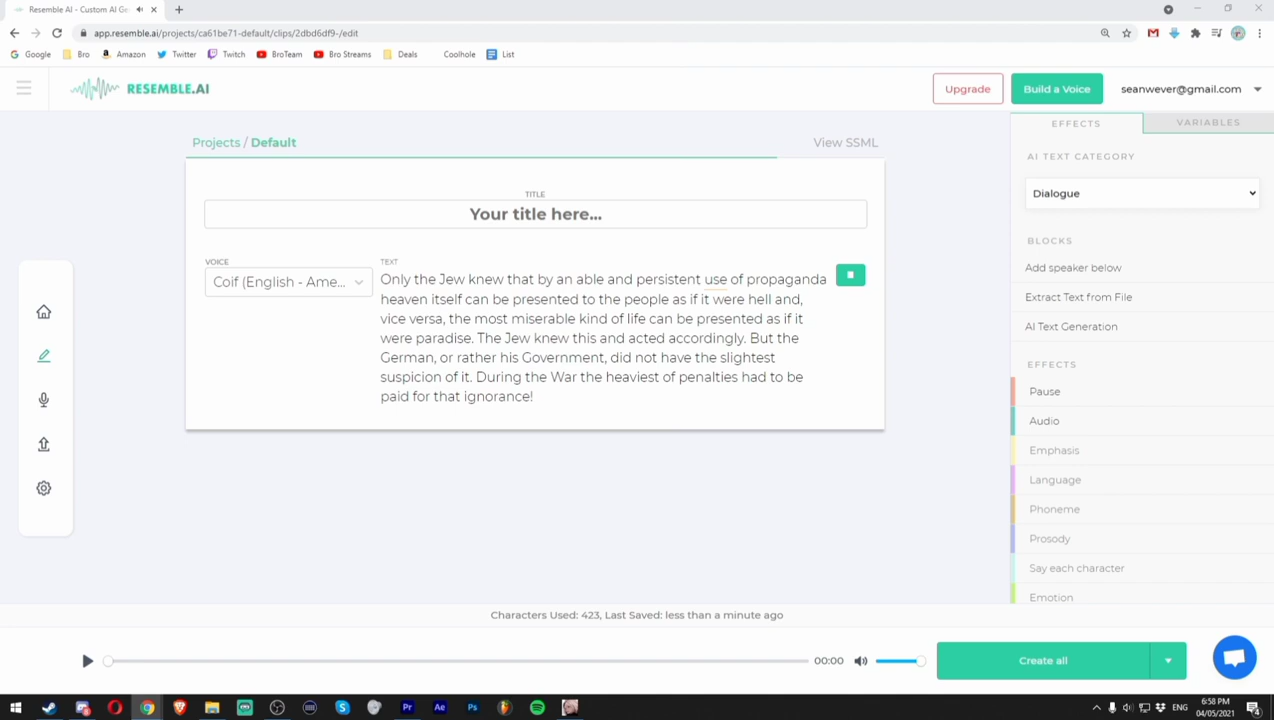 Resemble AI - Custom AI Ge
app.resemble.ai/projects/ca61be71-default/clips/2dbd6df9-/edit
Google Bro Amazon Twitter Twitch BroTeam Bro Streams Deals Coolhole List
RESEMBLE.AI
Upgrade
Build a Voice
seanwever@gmail.com
EFFECTS
VARIABLES
Projects / Default
View SSML
AI TEXT CATEGORY
Dialogue
TITLE
Your title here...
VOICE
Coif (English - Ame...
TEXT
Only the Jew knew that by an able and persistent use of propaganda
heaven itself can be presented to the people as if it were hell and,
vice versa, the most miserable kind of life can be presented as if it
were paradise. The Jew knew this and acted accordingly. But the
German, or rather his Government, did not have the slightest
suspicion of it. During the War the heaviest of penalties had to be
paid for that ignorance!
BLOCKS
Add speaker below
Extract Text from File
AI Text Generation
EFFECTS
Pause
Audio
Emphasis
Language
Phoneme
Prosody
Say each character
Emotion
Characters Used: 423, Last Saved: less than a minute ago
00:00
Create all
ENG
6:58 PM
04/05/2021